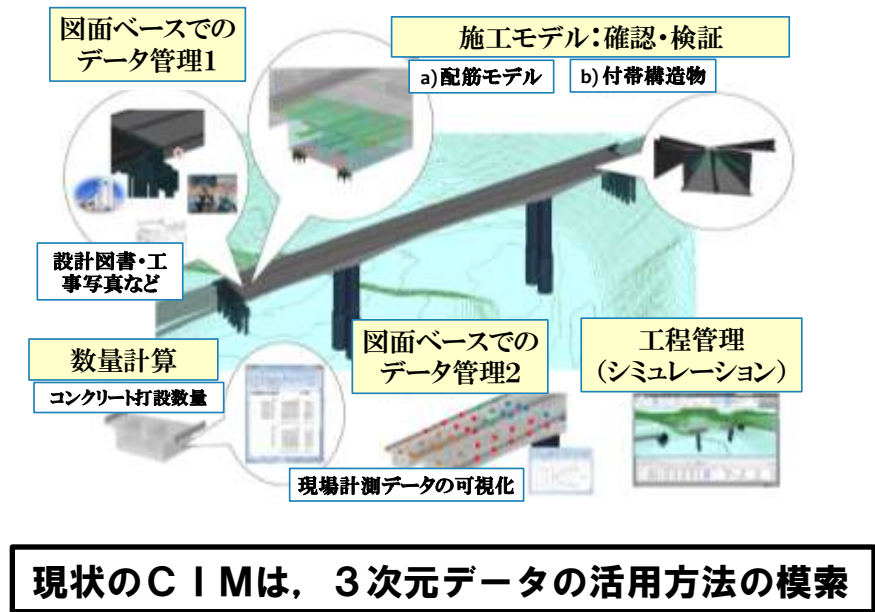 図面ベースでの
データ管理1
施工モデル：確認・検証
a)配筋モデル
b)付帯構造物
設計図書・工
事写真など
数量計算
コンクリート打設数量
図面ベースでの
データ管理2
工程管理
（シミュレーション）
現場計測データの可視化
現状のＣＩＭは，３次元データの活用方法の模索